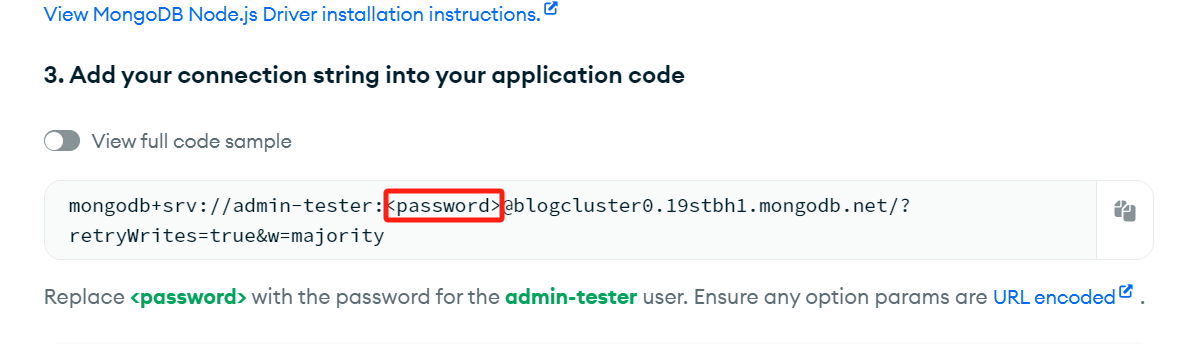 View MongoDB Node.js Driver installation instructions.
3. Add your connection string into your application code
View full code sample
mongodb+srv://admin-tester:<password>@blogcluster0.19stbh1.mongodb.net/?
retryWrites=true&w=majority
Replace <password> with the password for the admin-tester user. Ensure any option params are URL encoded .